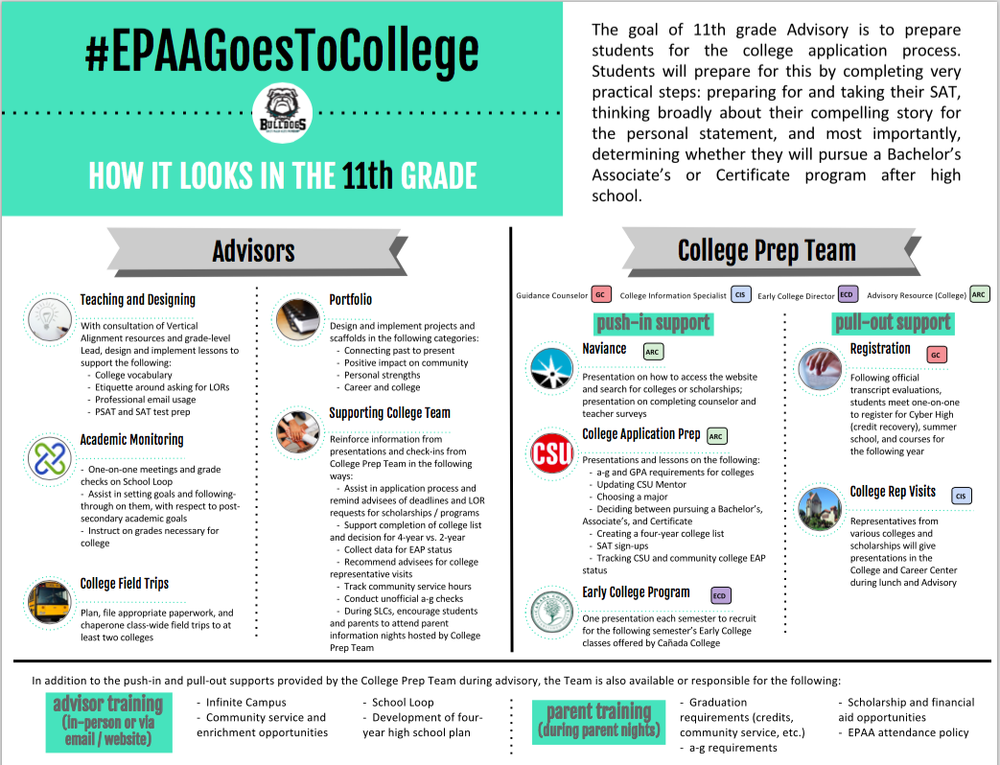 #EPAAGoesToCollege
BULLDOGS
HOW IT LOOKS IN THE 11th GRADE
The goal of 11th grade Advisory is to prepare
students for the college application process.
Students will prepare for this by completing very
practical steps: preparing for and taking their SAT,
thinking broadly about their compelling story for
the personal statement, and most importantly,
determining whether they will pursue a Bachelor's
Associate's or Certificate program after high
school.
Advisors
Teaching and Designing
With consultation of Vertical
Alignment resources and grade-level
Lead, design and implement lessons to
support the following:
- College vocabulary
- Etiquette around asking for LORs
- Professional email usage
- PSAT and SAT test prep
Academic Monitoring
- One-on-one meetings and grade
checks on School Loop
- Assist in setting goals and following-
through on them, with respect to post-
secondary academic goals
- Instruct on grades necessary for
college
College Field Trips
Plan, file appropriate paperwork, and
chaperone class-wide field trips to at
least two colleges
Portfolio
Design and implement projects and
scaffolds in the following categories:
- Connecting past to present
- Positive impact on community
- Personal strengths
- Career and college
Supporting College Team
Reinforce information from
presentations and check-ins from
College Prep Team in the following
ways:
- Assist in application process and
remind advisees of deadlines and LOR
requests for scholarships / programs
- Support completion of college list
and decision for 4-year vs. 2-year
- Collect data for EAP status
- Recommend advisees for college
representative visits
- Track community service hours
- Conduct unofficial a-g checks
- During SLCs, encourage students
and parents to attend parent
information nights hosted by College
Prep Team
College Prep Team
Guidance Counselor GC College Information Specialist CIS Early College Director ECD Advisory Resource (College) ARC
push-in support
Naviance ARC
Presentation on how to access the website
and search for colleges or scholarships;
presentation on completing counselor and
teacher surveys
CSU
College Application Prep ARC
Presentations and lessons on the following:
- a-g and GPA requirements for colleges
- Updating CSU Mentor
- Choosing a major
- Deciding between pursuing a Bachelor's,
Associate's, and Certificate
- Creating a four-year college list
- SAT sign-ups
- Tracking CSU and community college EAP
status
Early College Program ECD
One presentation each semester to recruit
for the following semester's Early College
classes offered by Cañada College
pull-out support
Registration GC
Following official
transcript evaluations,
students meet one-on-one
to register for Cyber High
(credit recovery), summer
school, and courses for
the following year
College Rep Visits CIS
Representatives from
various colleges and
scholarships will give
presentations in the
College and Career Center
during lunch and Advisory
In addition to the push-in and pull-out supports provided by the College Prep Team during advisory, the Team is also available or responsible for the following:
advisor training
(in-person or via
email / website)
- Infinite Campus
- Community service and
enrichment opportunities
- School Loop
- Development of four-
year high school plan
parent training
(during parent nights)
- Graduation
requirements (credits,
community service, etc.)
- a-g requirements
- Scholarship and financial
aid opportunities
- EPAA attendance policy